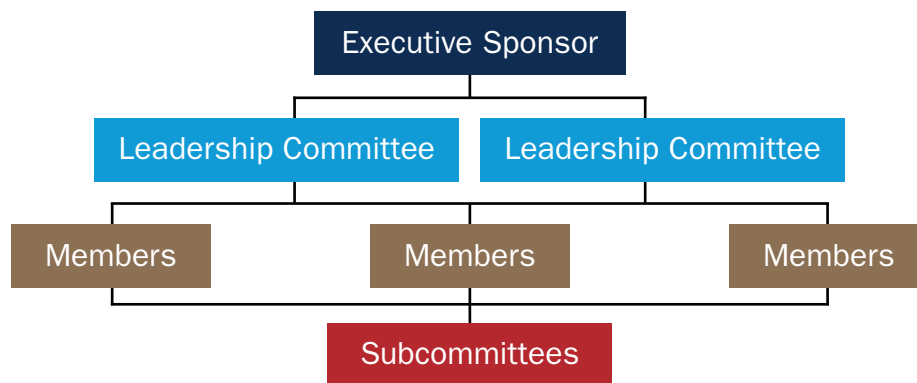 Executive Sponsor
Leadership Committee
Leadership Committee
Members
Members
Members
Subcommittees